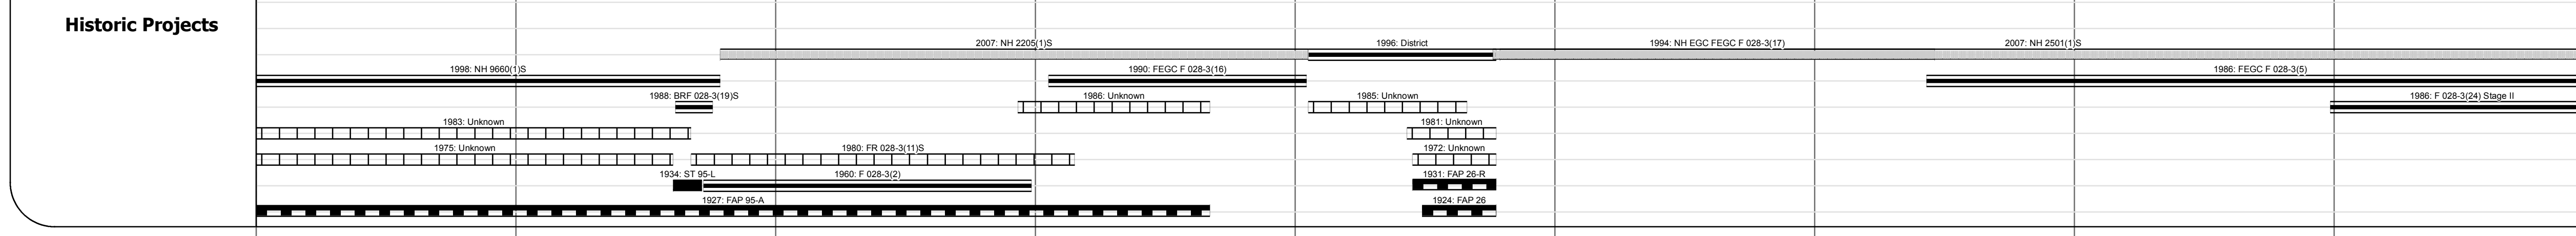 Historic Projects
2007: NH 2205(1)S
1996: District
1994: NH EGC FEGC F 028-3(17)
2007: NH 2501(1)S
1998: NH 9660(1)S
1990: FEGC F 028-3(16)
1986: FEGC F 028-3(5)
1988: BRF 028-3(19)S
1986: Unknown
1985: Unknown
1986: F 028-3(24) Stage II
1983: Unknown
1981: Unknown
1975: Unknown
1980: FR 028-3(11)S
1972: Unknown
1934: ST 95-L
1960: F 028-3(2)
1931: FAP 26-R
1927: FAP 95-A
1924: FAP 26